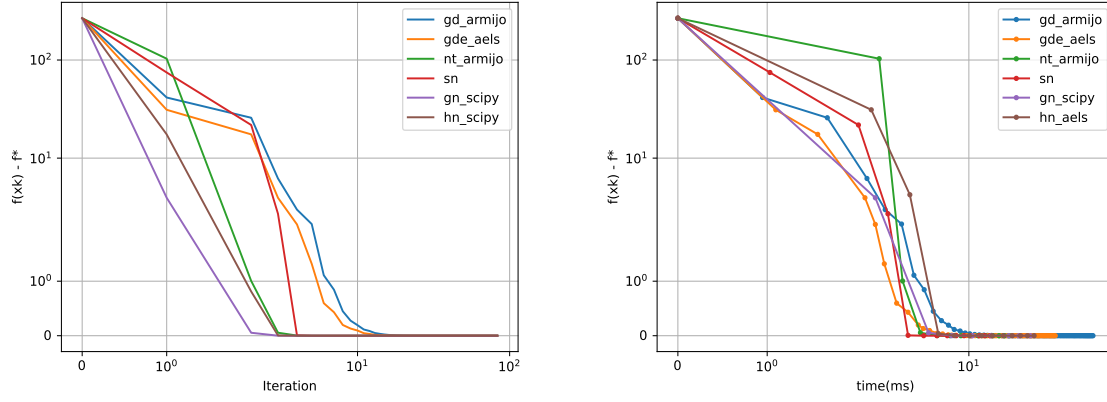 gd_armijo
gde_aels
nt_armijo
sn
gn_scipy
hn_scipy
f(xk) - f*
10²
10¹
10⁰
0
0
10⁰
10¹
10²
Iteration
gd_armijo
gde_aels
nt_armijo
sn
gn_scipy
hn_aels
f(xk) - f*
10²
10¹
10⁰
0
0
10⁰
10¹
time(ms)